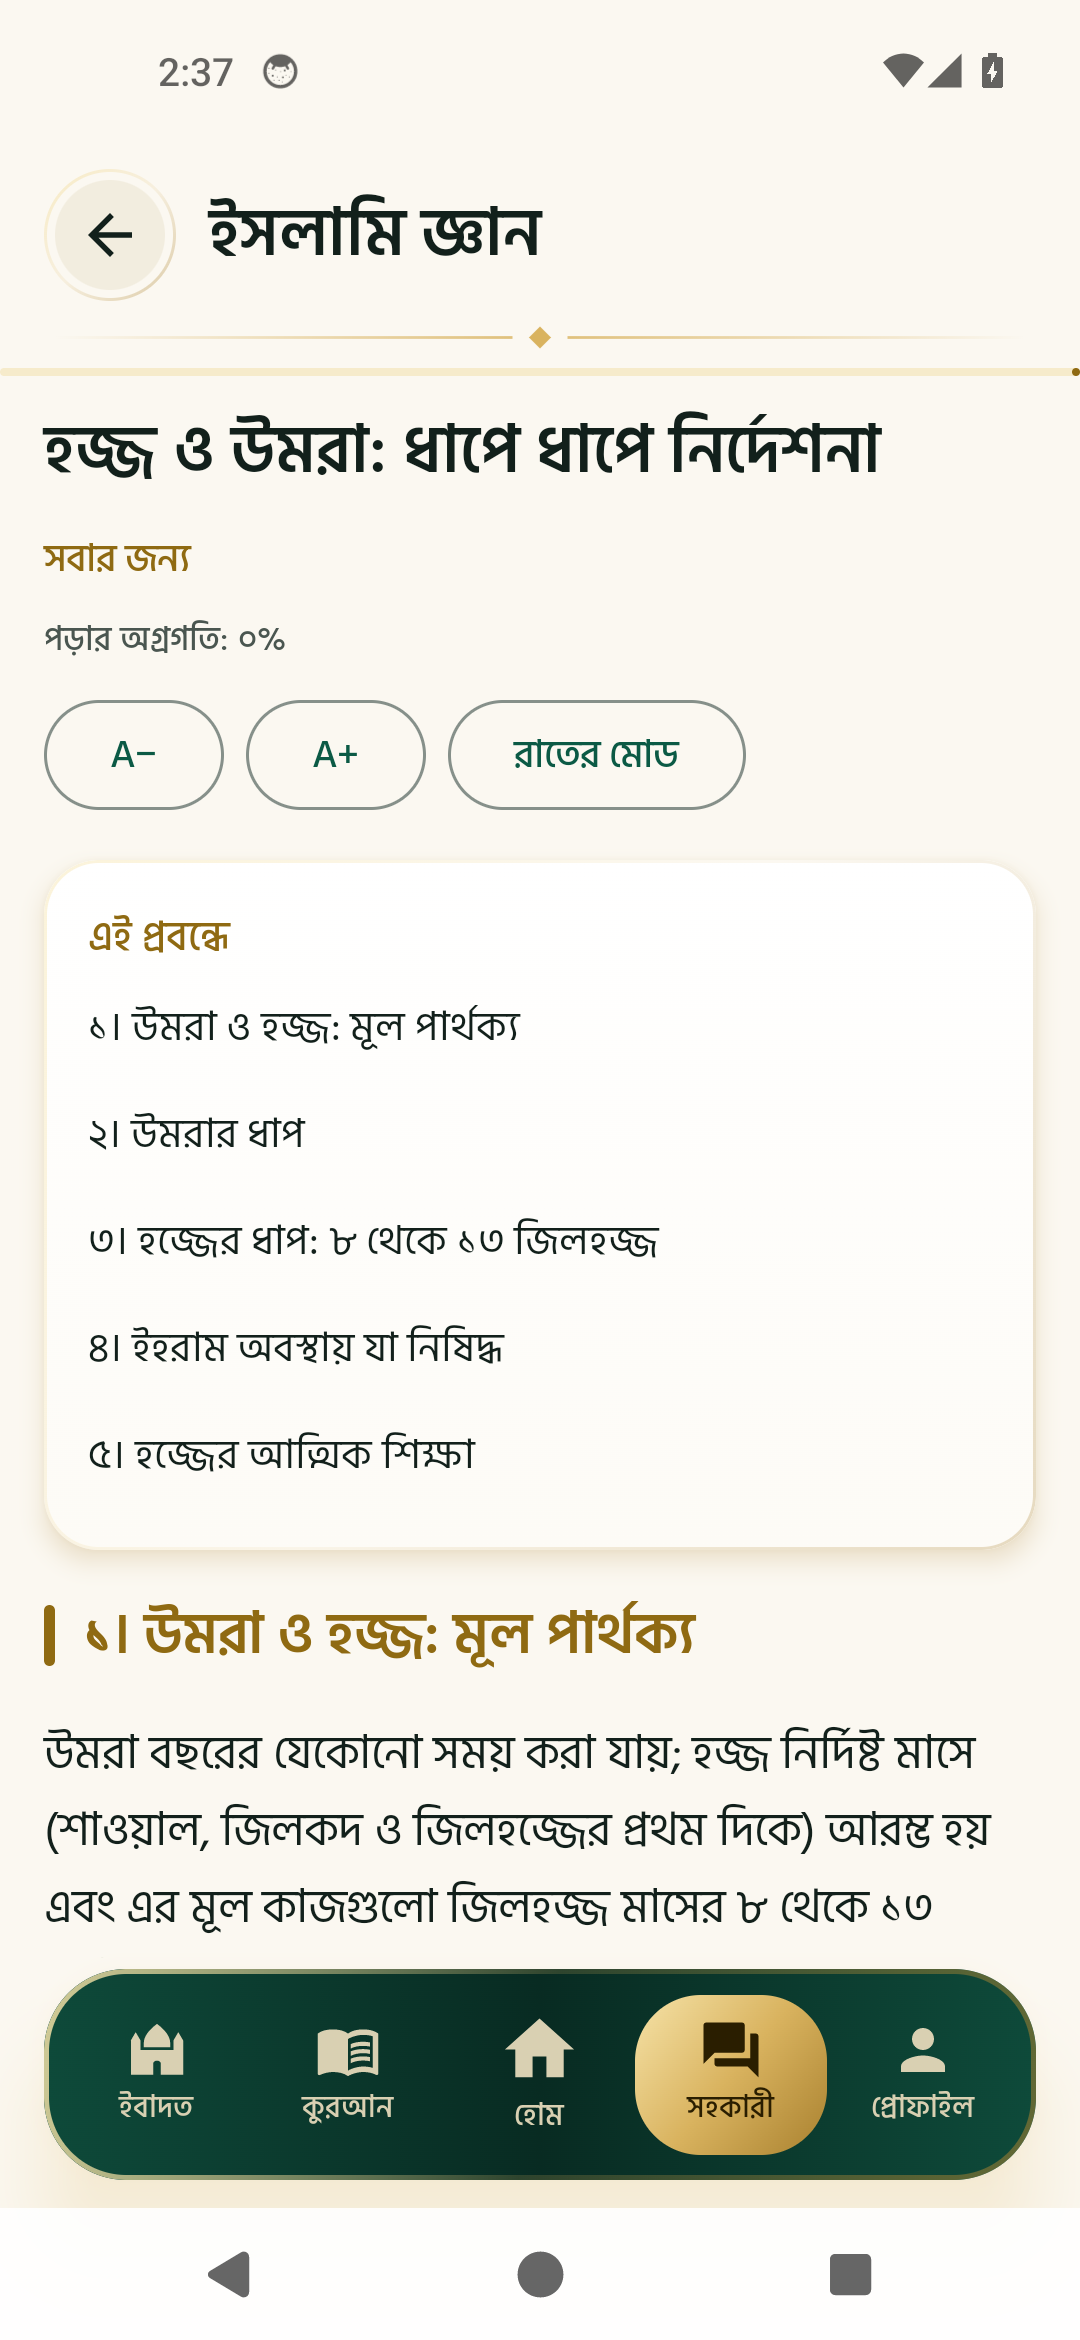 2:37
ইসলামি জ্ঞান
হজ্জ ও উমরা: ধাপে ধাপে নির্দেশনা
সবার জন্য
পড়ার অগ্রগতি: ০%
A−
A+
রাতের মোড
এই প্রবন্ধে
১। উমরা ও হজ্জ: মূল পার্থক্য
২। উমরার ধাপ
৩। হজ্জের ধাপ: ৮ থেকে ১৩ জিলহজ্জ
৪। ইহরাম অবস্থায় যা নিষিদ্ধ
৫। হজ্জের আত্মিক শিক্ষা
১। উমরা ও হজ্জ: মূল পার্থক্য
উমরা বছরের যেকোনো সময় করা যায়; হজ্জ নির্দিষ্ট মাসে
(শাওয়াল, জিলকদ ও জিলহজ্জের প্রথম দিকে) আরম্ভ হয়
এবং এর মূল কাজগুলো জিলহজ্জ মাসের ৮ থেকে ১৩
ইবাদত
কুরআন
হোম
সহকারী
প্রোফাইল